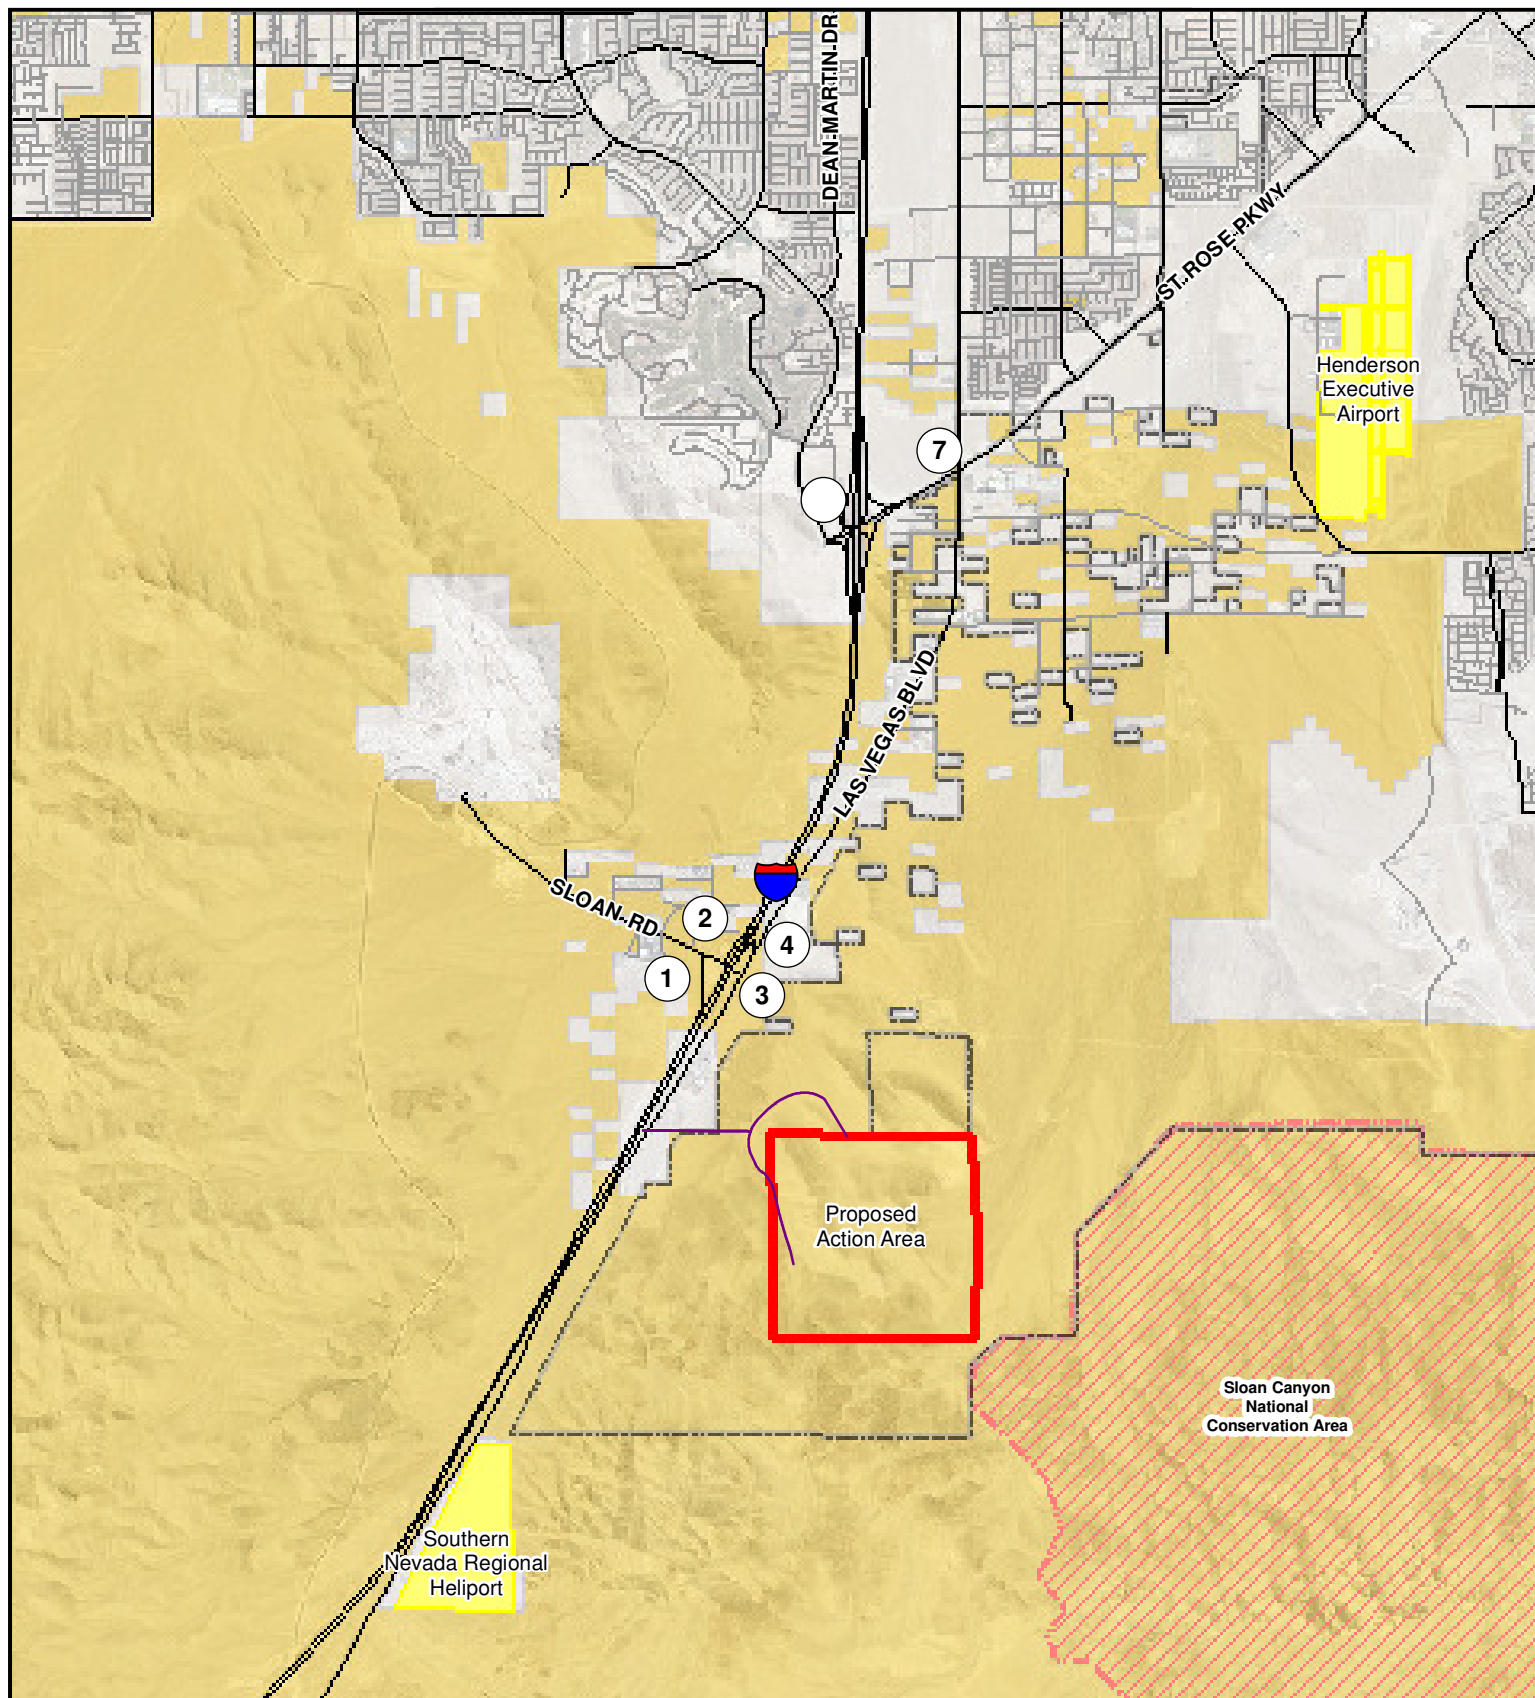 DEAN MARTIN DR
ST. ROSE PKWY
Henderson
Executive
Airport
7
LAS VEGAS BLVD
SLOAN RD
2
4
1
3
Proposed
Action Area
Sloan Canyon
National
Conservation Area
Southern
Nevada Regional
Heliport